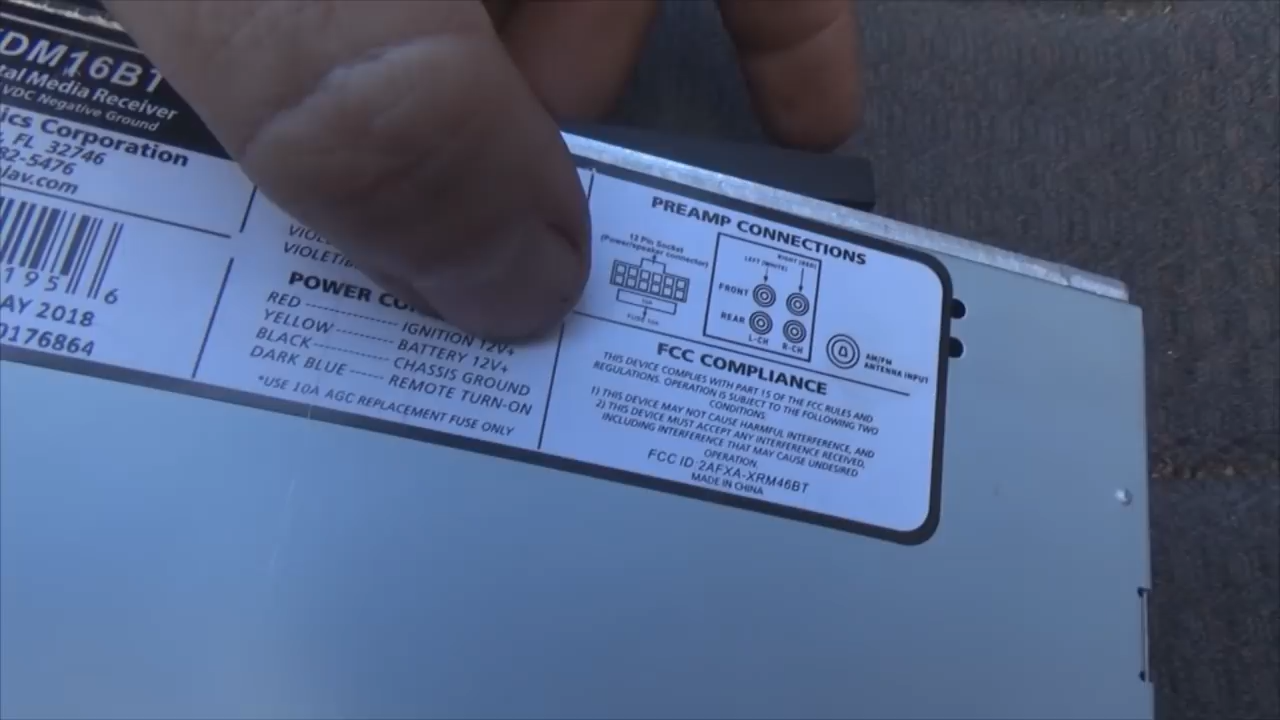 DM16BT
tal Media Receiver
VDC Negative Ground
ics Corporation
, FL 32746
82-5476
lav.com
195 6
AY 2018
0176864
VIOLET/B
POWER CO
RED IGNITION 12V+
YELLOW BATTERY 12V+
BLACK CHASSIS GROUND
DARK BLUE REMOTE TURN-ON
*USE 10A AGC REPLACEMENT FUSE ONLY
PREAMP CONNECTIONS
12 Pin Socket
(Power/speaker connector)
FUSE 10A
LEFT (WHITE)
RIGHT (RED)
FRONT
REAR
L-CH
R-CH
AM/FM
ANTENNA INPUT
FCC COMPLIANCE
THIS DEVICE COMPLIES WITH PART 15 OF THE FCC RULES AND
REGULATIONS. OPERATION IS SUBJECT TO THE FOLLOWING TWO
CONDITIONS:
1) THIS DEVICE MAY NOT CAUSE HARMFUL INTERFERENCE, AND
2) THIS DEVICE MUST ACCEPT ANY INTERFERENCE RECEIVED,
INCLUDING INTERFERENCE THAT MAY CAUSE UNDESIRED
OPERATION.
FCC ID:2AFXA-XRM46BT
MADE IN CHINA